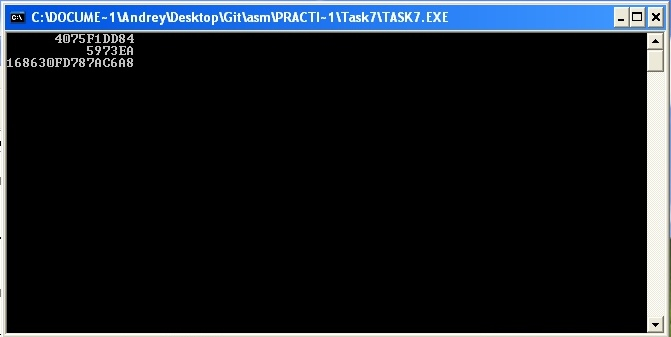 C:\DOCUME~1\Andrey\Desktop\Git\asm\PRACTI~1\Task7\TASK7.EXE
4075F1DD84
5973EA
168630FD787AC6A8